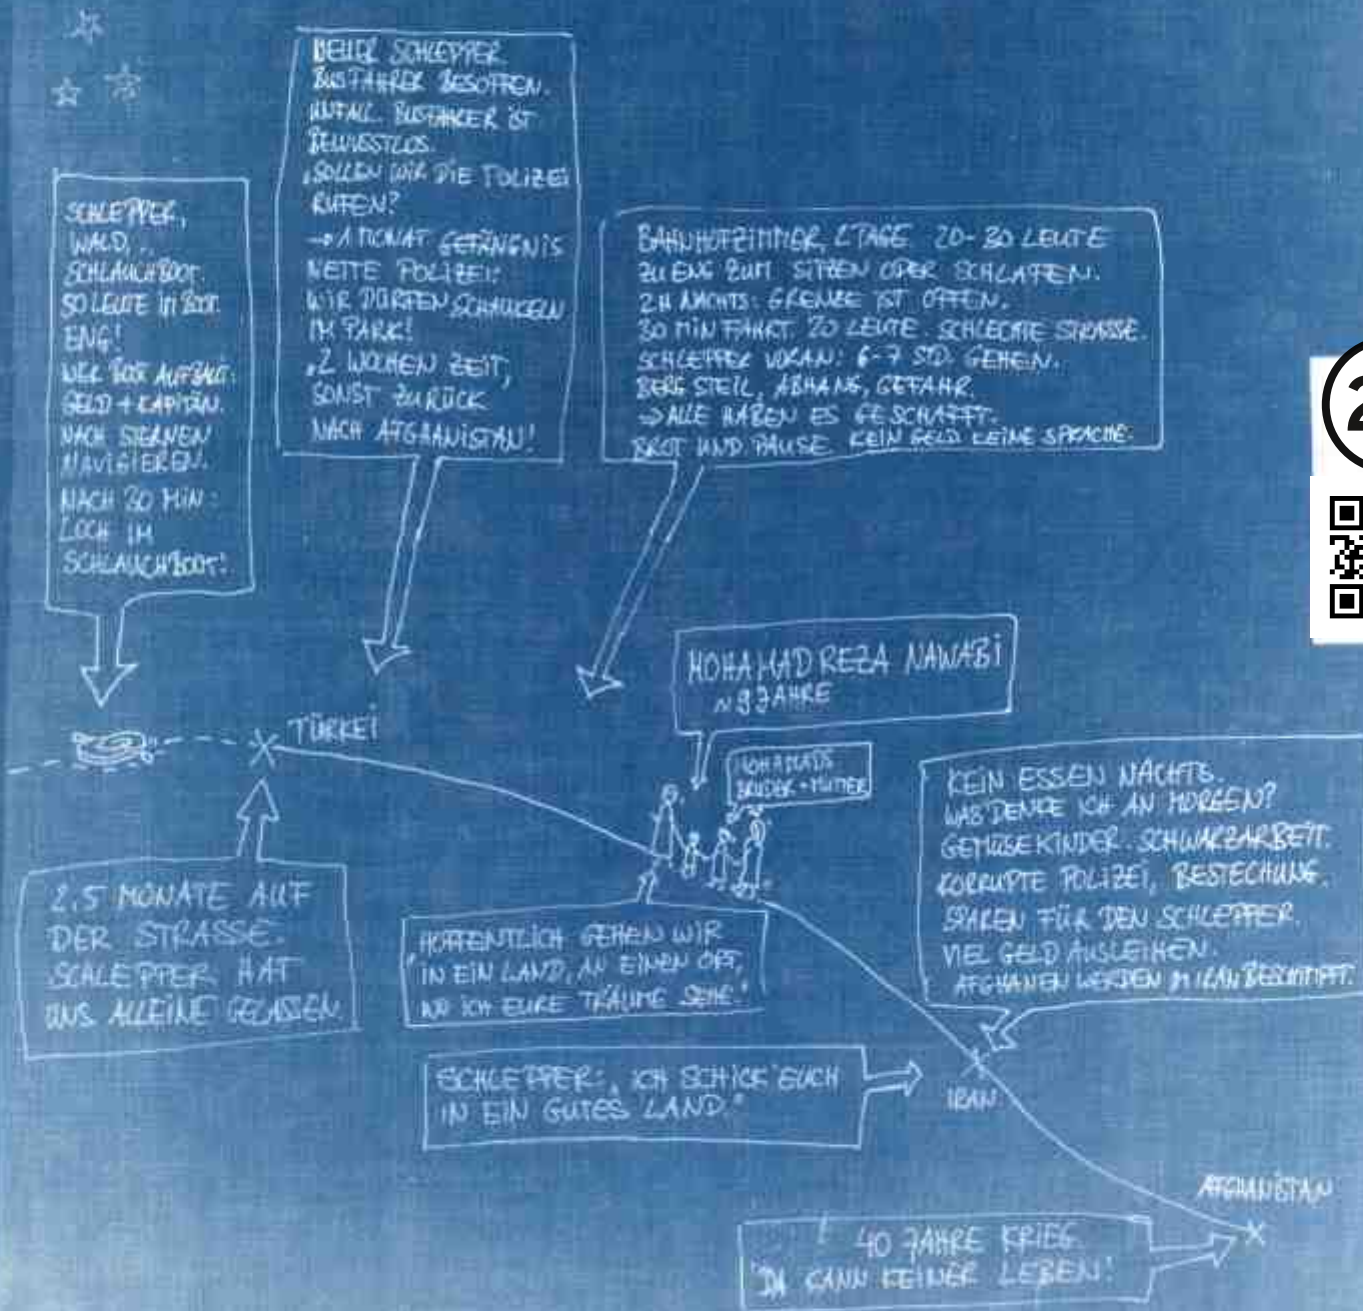 NEUER SCHLEPPER
BUSFAHRER BESOFFEN.
UNFALL. BUSFAHRER IST
BEWUSSTLOS.
„SOLLEN WIR DIE POLIZEI
RUFEN?
→ 1 MONAT GEFÄNGNIS
NETTE POLIZEI:
WIR DÜRFEN SCHAUKELN
IM PARK!
„2 WOCHEN ZEIT,
SONST ZURÜCK
NACH AFGHANISTAN!
SCHLEPPER,
WALD,
SCHLAUCHBOOT.
50 LEUTE IM BOOT.
ENG!
WER BOOT AUFBAUT:
GELD + KAPITÄN.
NACH STERNEN
NAVIGIEREN.
NACH 30 MIN:
LOCH IM
SCHLAUCHBOOT!
BAHNHOFZIMMER, 2 TAGE 20-30 LEUTE
ZU ENG ZUM SITZEN ODER SCHLAFEN.
2H NACHTS: GRENZE IST OFFEN.
30 MIN FAHRT 20 LEUTE. SCHLECHTE STRASSE.
SCHLEPPER VORAN: 6-7 STD. GEHEN.
BERG STEIL, ABHANG, GEFAHR.
⇒ ALLE HABEN ES GESCHAFFT.
BROT UND PAUSE. KEIN GELD KEINE SPRACHE.
2
MOHAMAD REZA NAWABI
~ 9 JAHRE
TÜRKEI
MOHAMADS
BRUDER + MUTTER
KEIN ESSEN NACHTS.
WAS DENKE ICH AN MORGEN?
GEMÜSEKINDER. SCHWARZARBEIT.
KORRUPTE POLIZEI, BESTECHUNG.
SPAREN FÜR DEN SCHLEPPER.
VIEL GELD AUSLEIHEN.
AFGHANEN WERDEN IM IRAN BESCHIMPFT.
2,5 MONATE AUF
DER STRASSE.
SCHLEPPER HAT
UNS ALLEINE GELASSEN.
„HOFFENTLICH GEHEN WIR
IN EIN LAND, AN EINEN ORT,
WO ICH EURE TRÄUME SEHE."
SCHLEPPER: „ICH SCHICK EUCH
IN EIN GUTES LAND."
IRAN
AFGHANISTAN
40 JAHRE KRIEG.
"DA KANN KEINER LEBEN!